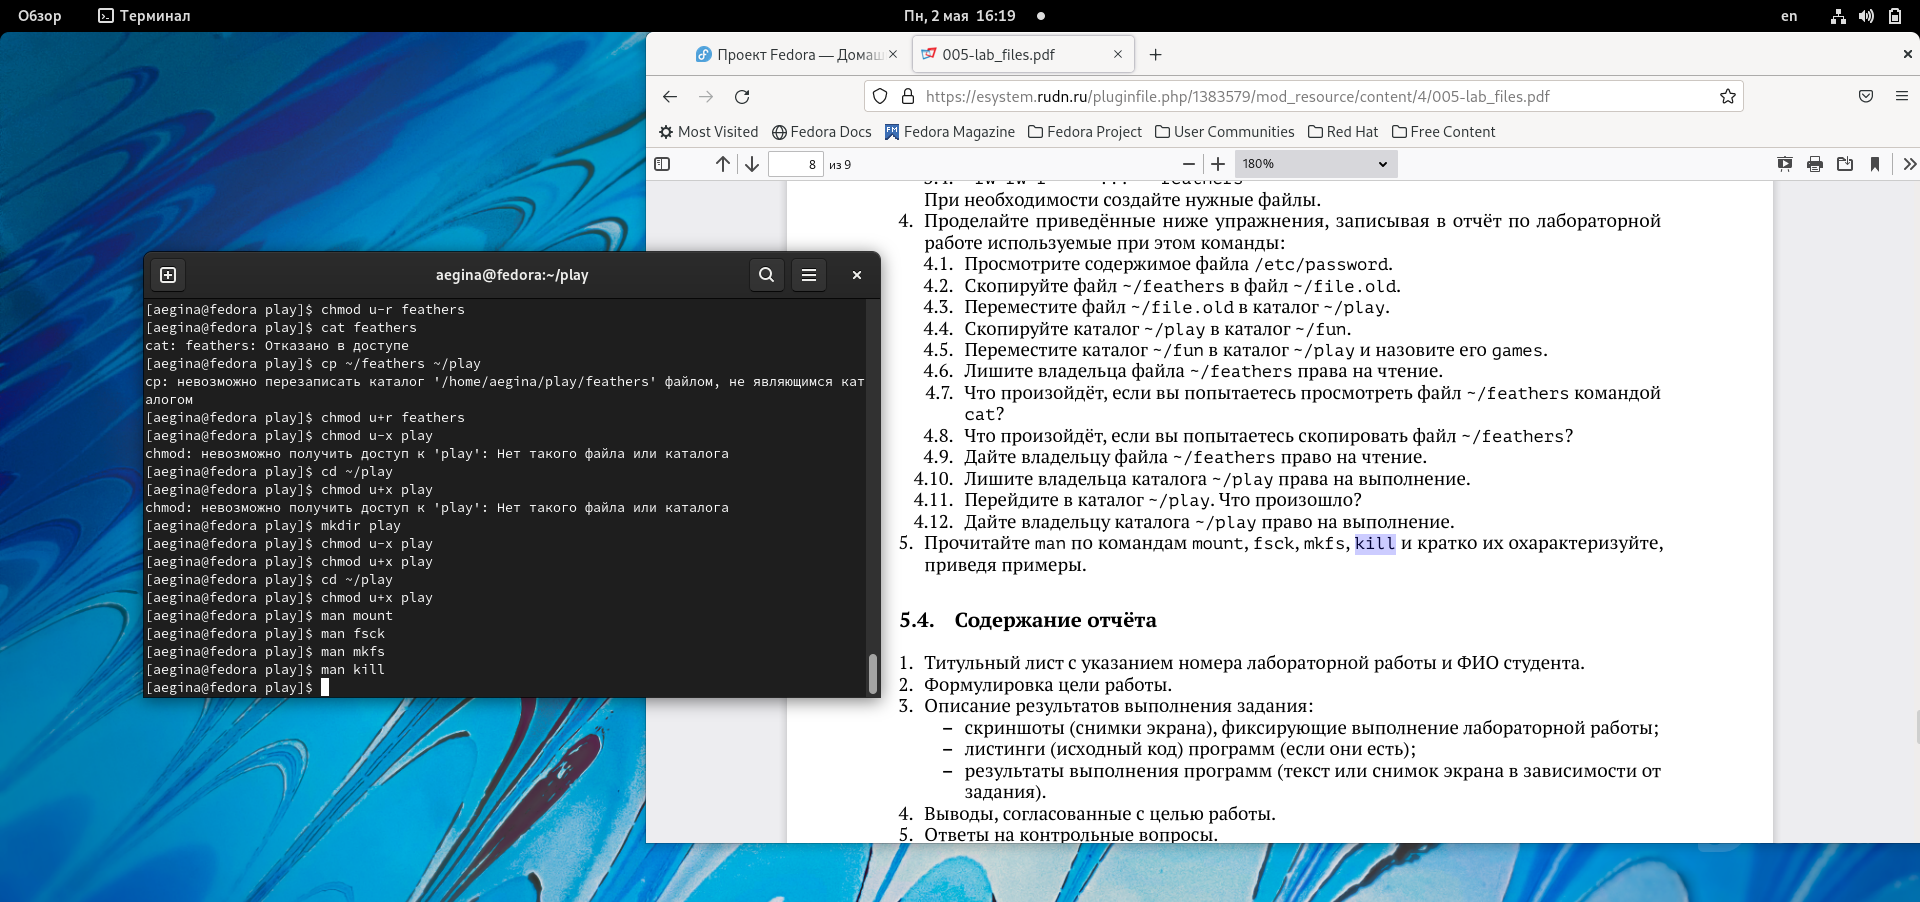 Обзор Терминал Пн, 2 мая 16:19 en
Проект Fedora — Домаш 005-lab_files.pdf
https://esystem.rudn.ru/pluginfile.php/1383579/mod_resource/content/4/005-lab_files.pdf
Most Visited Fedora Docs Fedora Magazine Fedora Project User Communities Red Hat Free Content
8 из 9 180%
aegina@fedora:~/play
[aegina@fedora play]$ chmod u-r feathers
[aegina@fedora play]$ cat feathers
cat: feathers: Отказано в доступе
[aegina@fedora play]$ cp ~/feathers ~/play
cp: невозможно перезаписать каталог '/home/aegina/play/feathers' файлом, не являющимся кат
алогом
[aegina@fedora play]$ chmod u+r feathers
[aegina@fedora play]$ chmod u-x play
chmod: невозможно получить доступ к 'play': Нет такого файла или каталога
[aegina@fedora play]$ cd ~/play
[aegina@fedora play]$ chmod u+x play
chmod: невозможно получить доступ к 'play': Нет такого файла или каталога
[aegina@fedora play]$ mkdir play
[aegina@fedora play]$ chmod u-x play
[aegina@fedora play]$ chmod u+x play
[aegina@fedora play]$ cd ~/play
[aegina@fedora play]$ chmod u+x play
[aegina@fedora play]$ man mount
[aegina@fedora play]$ man fsck
[aegina@fedora play]$ man mkfs
[aegina@fedora play]$ man kill
[aegina@fedora play]$
При необходимости создайте нужные файлы.
4. Проделайте приведённые ниже упражнения, записывая в отчёт по лабораторной
работе используемые при этом команды:
4.1. Просмотрите содержимое файла /etc/password.
4.2. Скопируйте файл ~/feathers в файл ~/file.old.
4.3. Переместите файл ~/file.old в каталог ~/play.
4.4. Скопируйте каталог ~/play в каталог ~/fun.
4.5. Переместите каталог ~/fun в каталог ~/play и назовите его games.
4.6. Лишите владельца файла ~/feathers права на чтение.
4.7. Что произойдёт, если вы попытаетесь просмотреть файл ~/feathers командой
cat?
4.8. Что произойдёт, если вы попытаетесь скопировать файл ~/feathers?
4.9. Дайте владельцу файла ~/feathers право на чтение.
4.10. Лишите владельца каталога ~/play права на выполнение.
4.11. Перейдите в каталог ~/play. Что произошло?
4.12. Дайте владельцу каталога ~/play право на выполнение.
5. Прочитайте man по командам mount, fsck, mkfs, kill и кратко их охарактеризуйте,
приведя примеры.
5.4. Содержание отчёта
1. Титульный лист с указанием номера лабораторной работы и ФИО студента.
2. Формулировка цели работы.
3. Описание результатов выполнения задания:
– скриншоты (снимки экрана), фиксирующие выполнение лабораторной работы;
– листинги (исходный код) программ (если они есть);
– результаты выполнения программ (текст или снимок экрана в зависимости от
задания).
4. Выводы, согласованные с целью работы.
5. Ответы на контрольные вопросы.